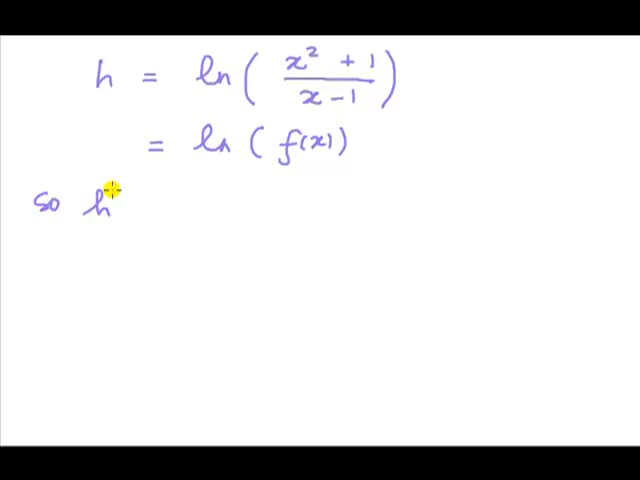 h = ln ( x² + 1 / x - 1 )
= ln ( f(x) )
so h